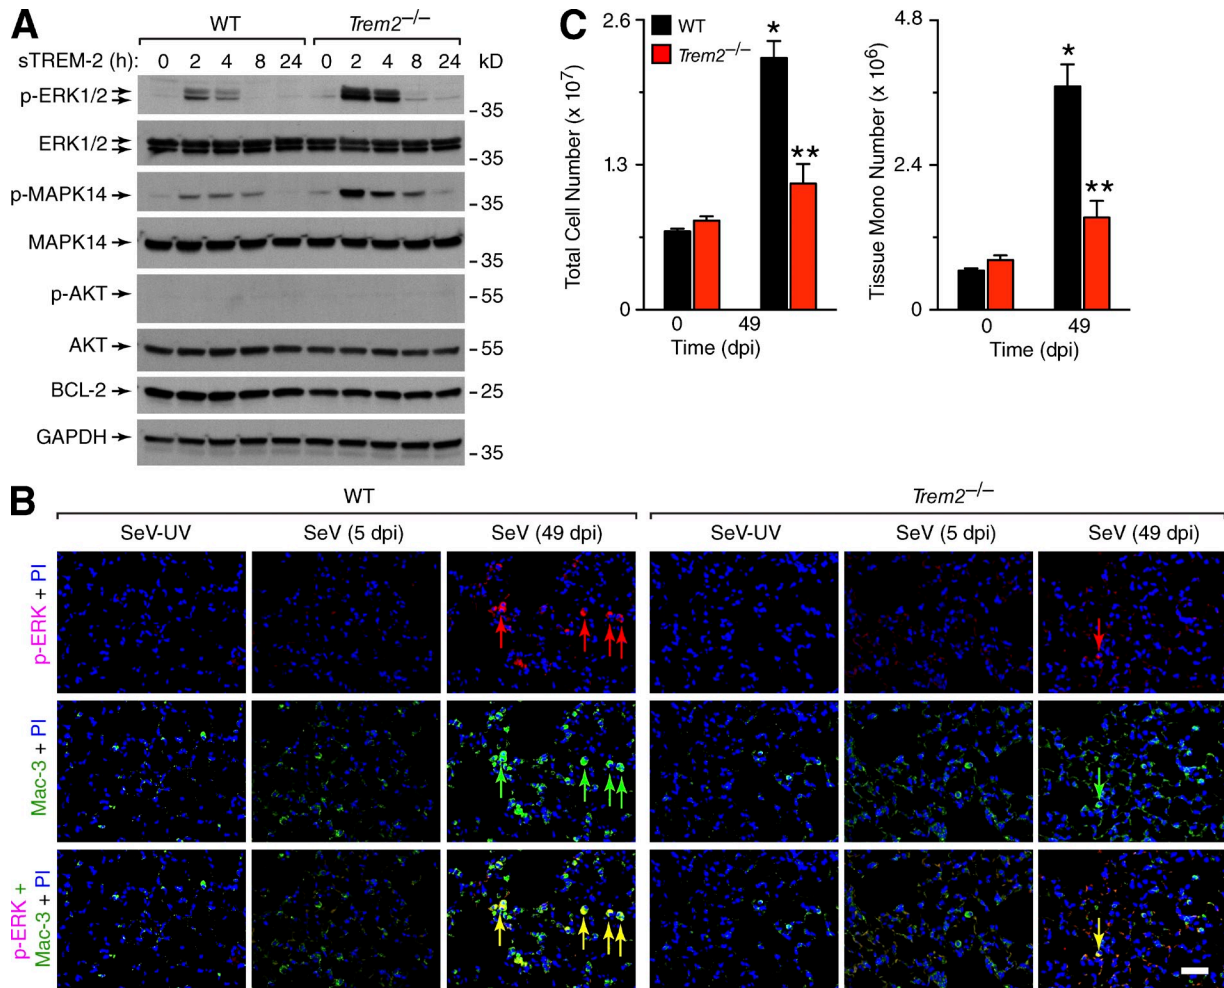 A
WT Trem2–/–
sTREM-2 (h): 0 2 4 8 24 0 2 4 8 24 kD
p-ERK1/2
35
ERK1/2
35
p-MAPK14
35
MAPK14
35
p-AKT
55
AKT
55
BCL-2
25
GAPDH
35
C
WT
Trem2–/–
Total Cell Number (x 10⁷)
2.6
1.3
0
*
**
0 49
Time (dpi)
Tissue Mono Number (x 10⁶)
4.8
2.4
0
*
**
0 49
Time (dpi)
B
WT Trem2–/–
SeV-UV SeV (5 dpi) SeV (49 dpi) SeV-UV SeV (5 dpi) SeV (49 dpi)
p-ERK + PI
Mac-3 + PI
p-ERK +
Mac-3 + PI